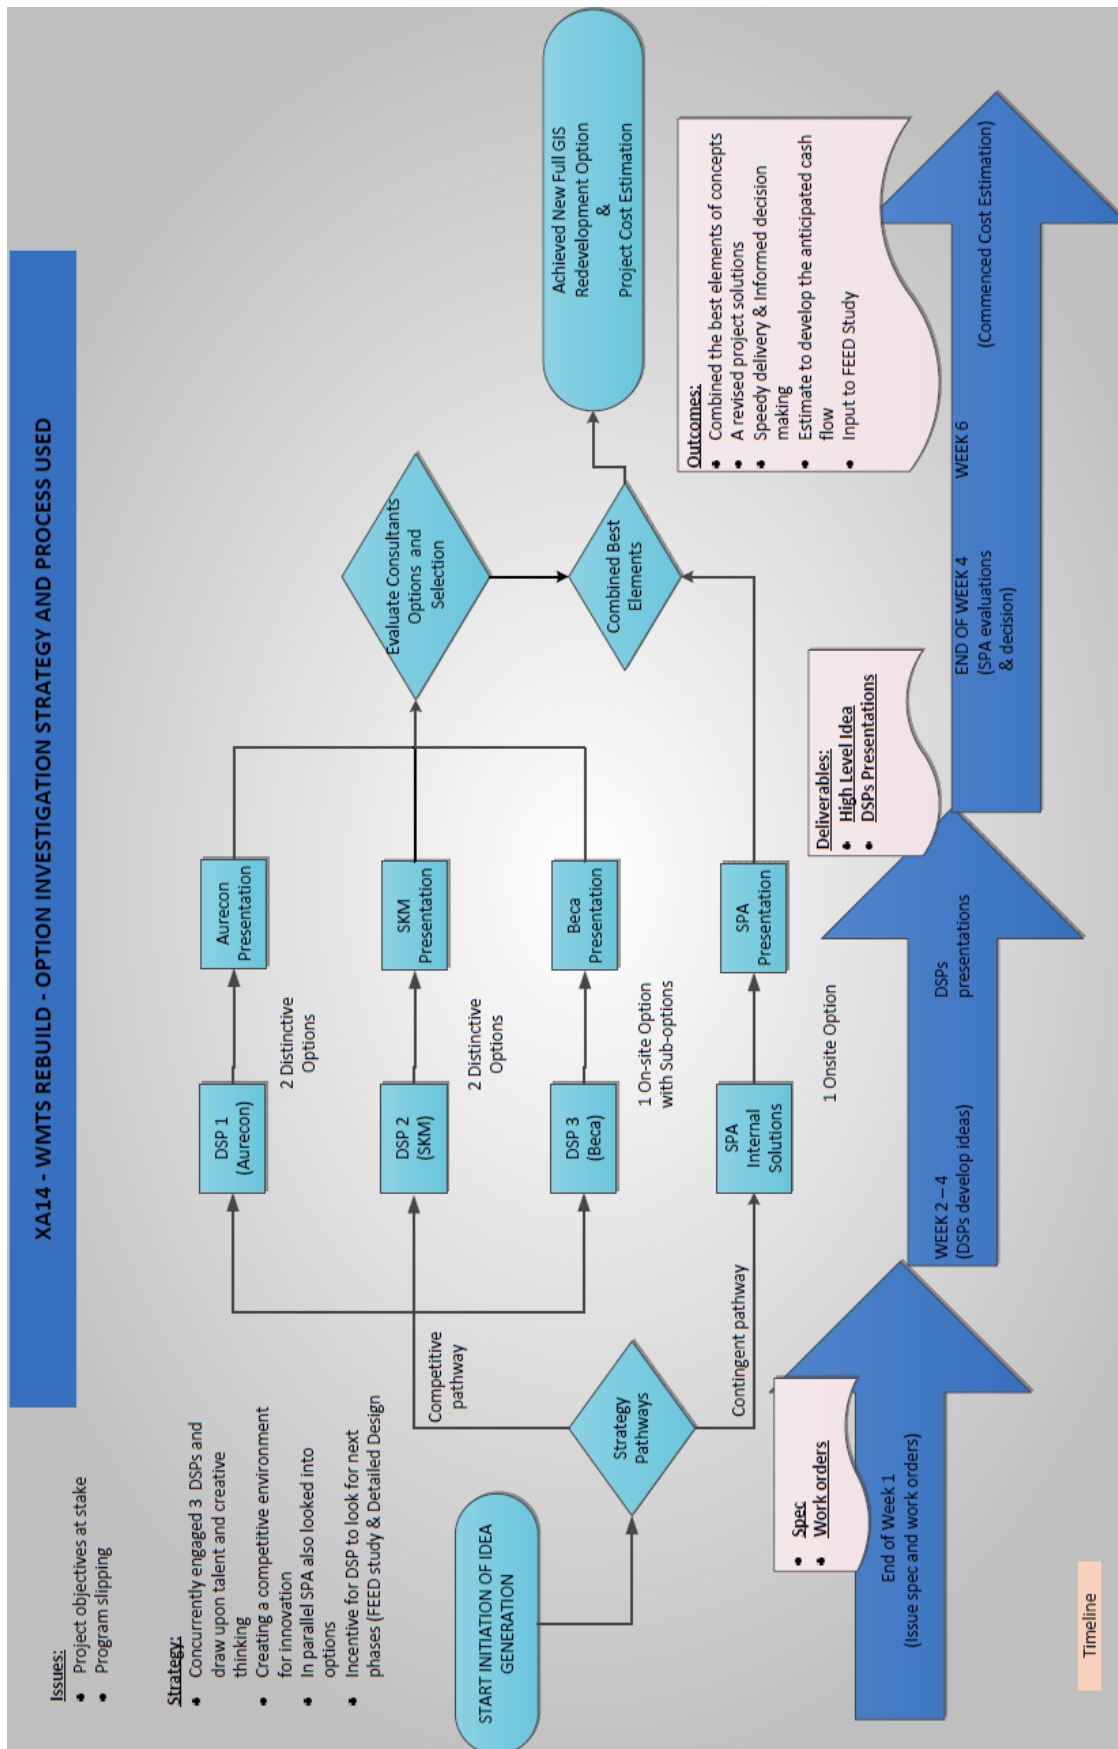 XA14 - WMTS REBUILD - OPTION INVESTIGATION STRATEGY AND PROCESS USED
Issues:
Project objectives at stake
Program slipping
Strategy:
Concurrently engaged 3 DSPs and
draw upon talent and creative
thinking
Creating a competitive environment
for innovation
In parallel SPA also looked into
options
Incentive for DSP to look for next
phases (FEED study & Detailed Design
START INITIATION OF IDEA
GENERATION
Strategy
Pathways
Competitive
pathway
Contingent pathway
DSP 1
(Aurecon)
2 Distinctive
Options
Aurecon
Presentation
DSP 2
(SKM)
2 Distinctive
Options
SKM
Presentation
DSP 3
(Beca)
1 On-site Option
with Sub-options
Beca
Presentation
SPA
Internal
Solutions
1 Onsite Option
SPA
Presentation
Evaluate Consultants
Options and
Selection
Combined Best
Elements
Achieved New Full GIS
Redevelopment Option
&
Project Cost Estimation
Spec
Work orders
Deliverables:
High Level Idea
DSPs Presentations
Outcomes:
Combined the best elements of concepts
A revised project solutions
Speedy delivery & Informed decision
making
Estimate to develop the anticipated cash
flow
Input to FEED Study
End of Week 1
(Issue spec and work orders)
WEEK 2 – 4
(DSPs develop ideas)
DSPs
presentations
END OF WEEK 4
(SPA evaluations
& decision)
WEEK 6
(Commenced Cost Estimation)
Timeline